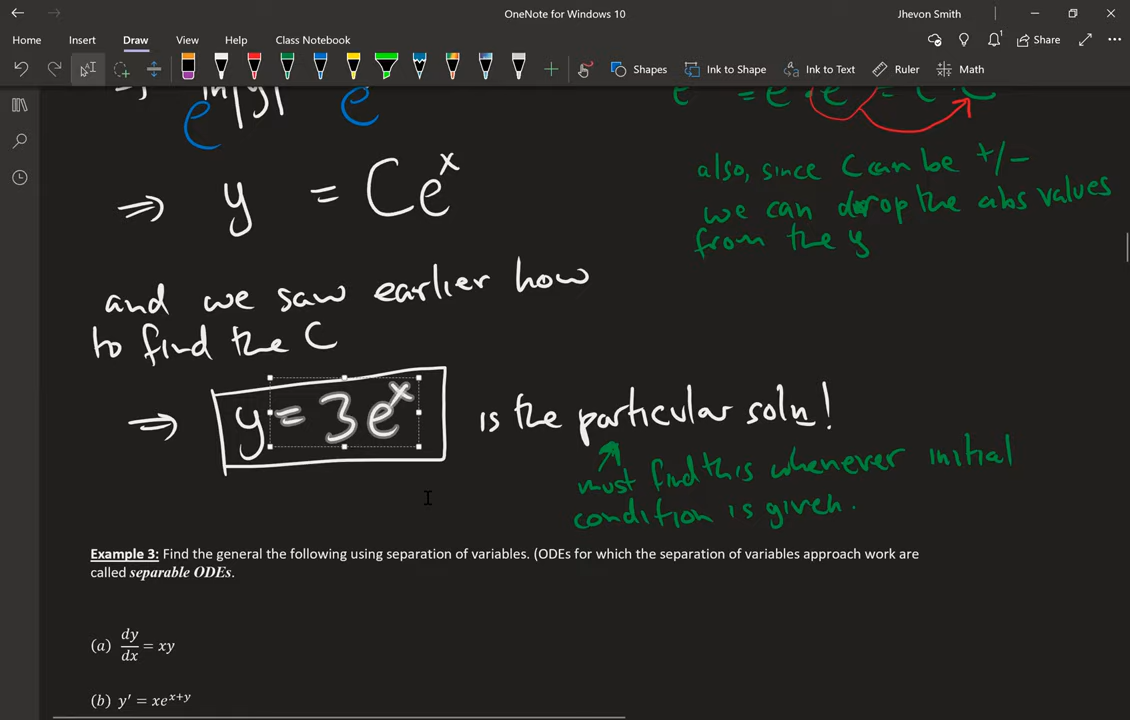 OneNote for Windows 10
Jhevon Smith
Home Insert Draw View Help Class Notebook
Share
Shapes
Ink to Shape
Ink to Text
Ruler
Math
⇒ ln|y|
e e
⇒ y = Ce^x
also, since C can be +/-
we can drop the abs values
from the y
and we saw earlier how
to find the C
⇒ y = 3e^x is the particular soln!
must find this whenever initial
condition is given.
Example 3: Find the general the following using separation of variables. (ODEs for which the separation of variables approach work are
called separable ODEs.
(a) dy/dx = xy
(b) y′ = xe^{x+y}